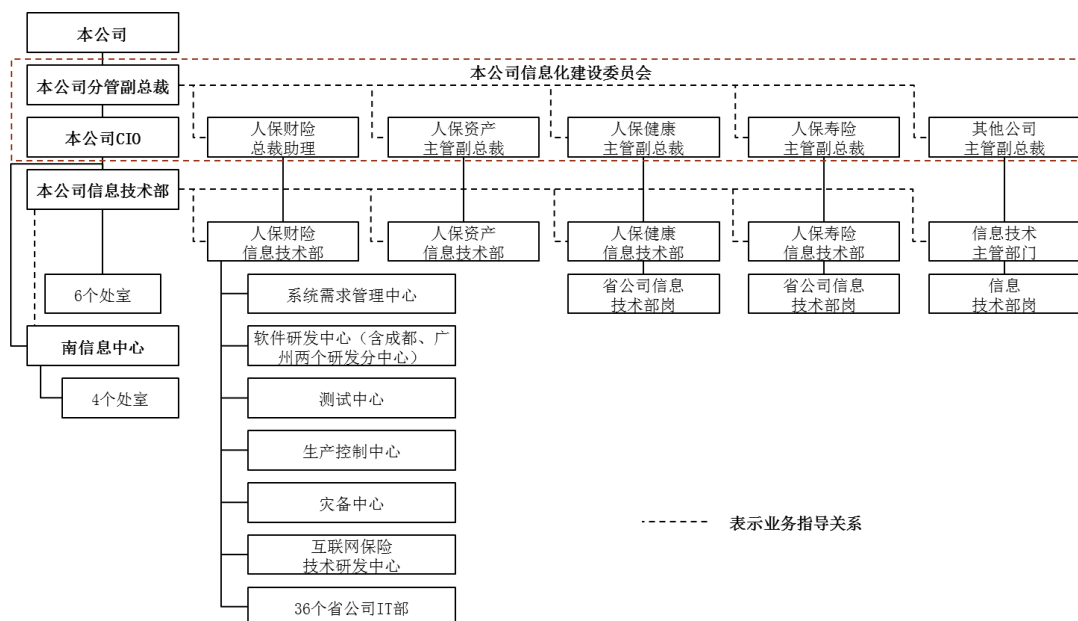 本公司
本公司信息化建设委员会
本公司分管副总裁
本公司CIO
人保财险
总裁助理
人保资产
主管副总裁
人保健康
主管副总裁
人保寿险
主管副总裁
其他公司
主管副总裁
本公司信息技术部
人保财险
信息技术部
人保资产
信息技术部
人保健康
信息技术部
人保寿险
信息技术部
信息技术
主管部门
6个处室
系统需求管理中心
省公司信息
技术部岗
省公司信息
技术部岗
信息
技术部岗
南信息中心
软件研发中心（含成都、广
州两个研发分中心）
4个处室
测试中心
生产控制中心
灾备中心
表示业务指导关系
互联网保险
技术研发中心
36个省公司IT部